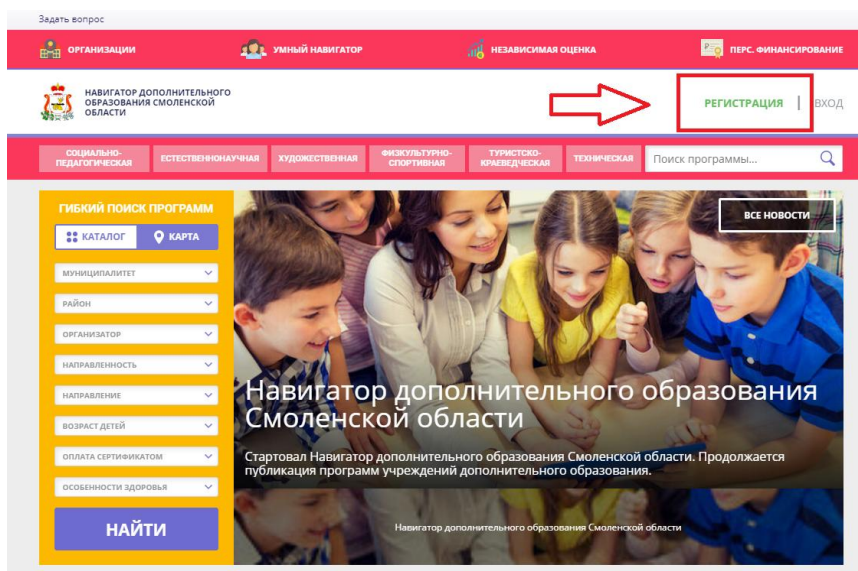 Задать вопрос
ОРГАНИЗАЦИИ
УМНЫЙ НАВИГАТОР
НЕЗАВИСИМАЯ ОЦЕНКА
ПЕРС. ФИНАНСИРОВАНИЕ
НАВИГАТОР ДОПОЛНИТЕЛЬНОГО
ОБРАЗОВАНИЯ СМОЛЕНСКОЙ
ОБЛАСТИ
РЕГИСТРАЦИЯ
ВХОД
СОЦИАЛЬНО-
ПЕДАГОГИЧЕСКАЯ
ЕСТЕСТВЕННОНАУЧНАЯ
ХУДОЖЕСТВЕННАЯ
ФИЗКУЛЬТУРНО-
СПОРТИВНАЯ
ТУРИСТСКО-
КРАЕВЕДЧЕСКАЯ
ТЕХНИЧЕСКАЯ
Поиск программы...
ГИБКИЙ ПОИСК ПРОГРАММ
КАТАЛОГ
КАРТА
МУНИЦИПАЛИТЕТ
РАЙОН
ОРГАНИЗАТОР
НАПРАВЛЕННОСТЬ
НАПРАВЛЕНИЕ
ВОЗРАСТ ДЕТЕЙ
ОПЛАТА СЕРТИФИКАТОМ
ОСОБЕННОСТИ ЗДОРОВЬЯ
НАЙТИ
ВСЕ НОВОСТИ
Навигатор дополнительного образования
Смоленской области
Стартовал Навигатор дополнительного образования Смоленской области. Продолжается
публикация программ учреждений дополнительного образования.
Навигатор дополнительного образования Смоленской области